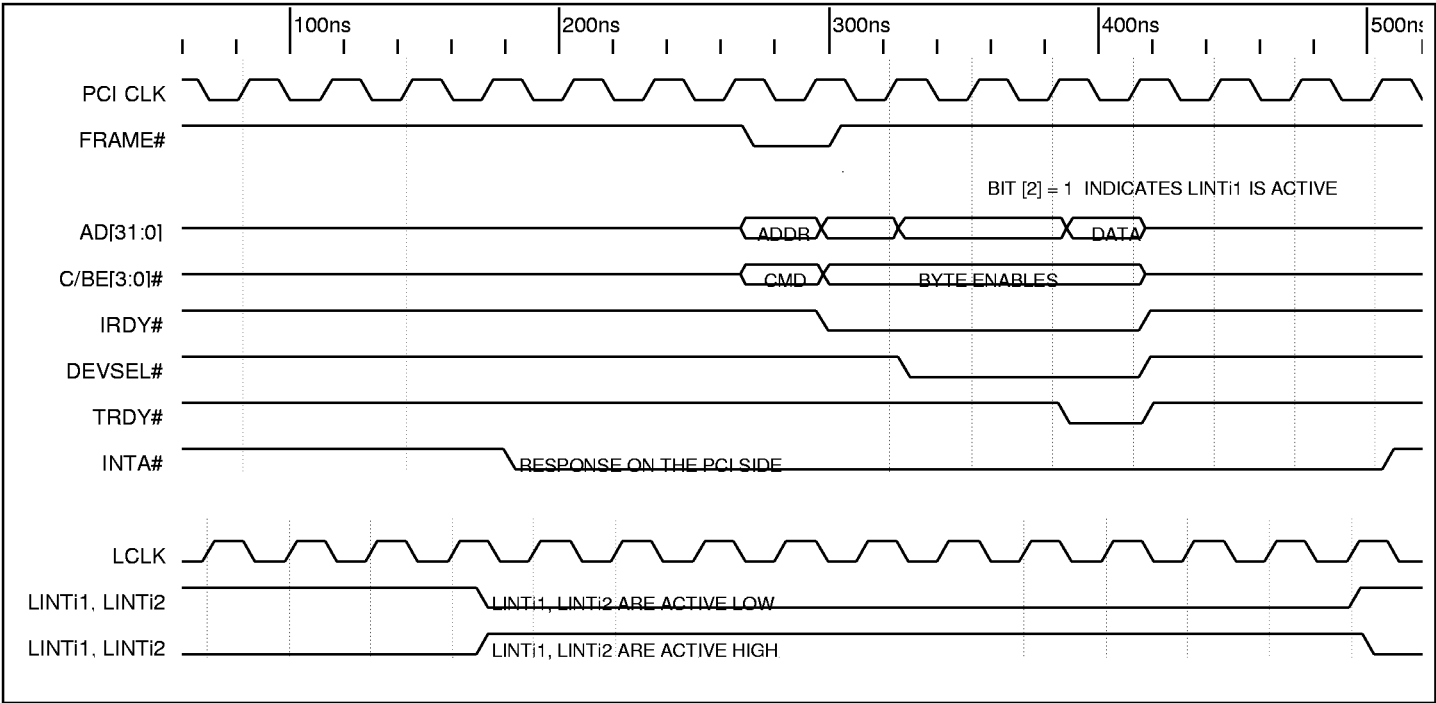 100ns 200ns 300ns 400ns 500ns
PCI CLK
FRAME#
BIT [2] = 1 INDICATES LINTi1 IS ACTIVE
AD[31:0] ADDR DATA
C/BE[3:0]# CMD BYTE ENABLES
IRDY#
DEVSEL#
TRDY#
INTA# RESPONSE ON THE PCI SIDE
LCLK
LINTi1, LINTi2 LINTi1, LINTi2 ARE ACTIVE LOW
LINTi1, LINTi2 LINTi1, LINTi2 ARE ACTIVE HIGH